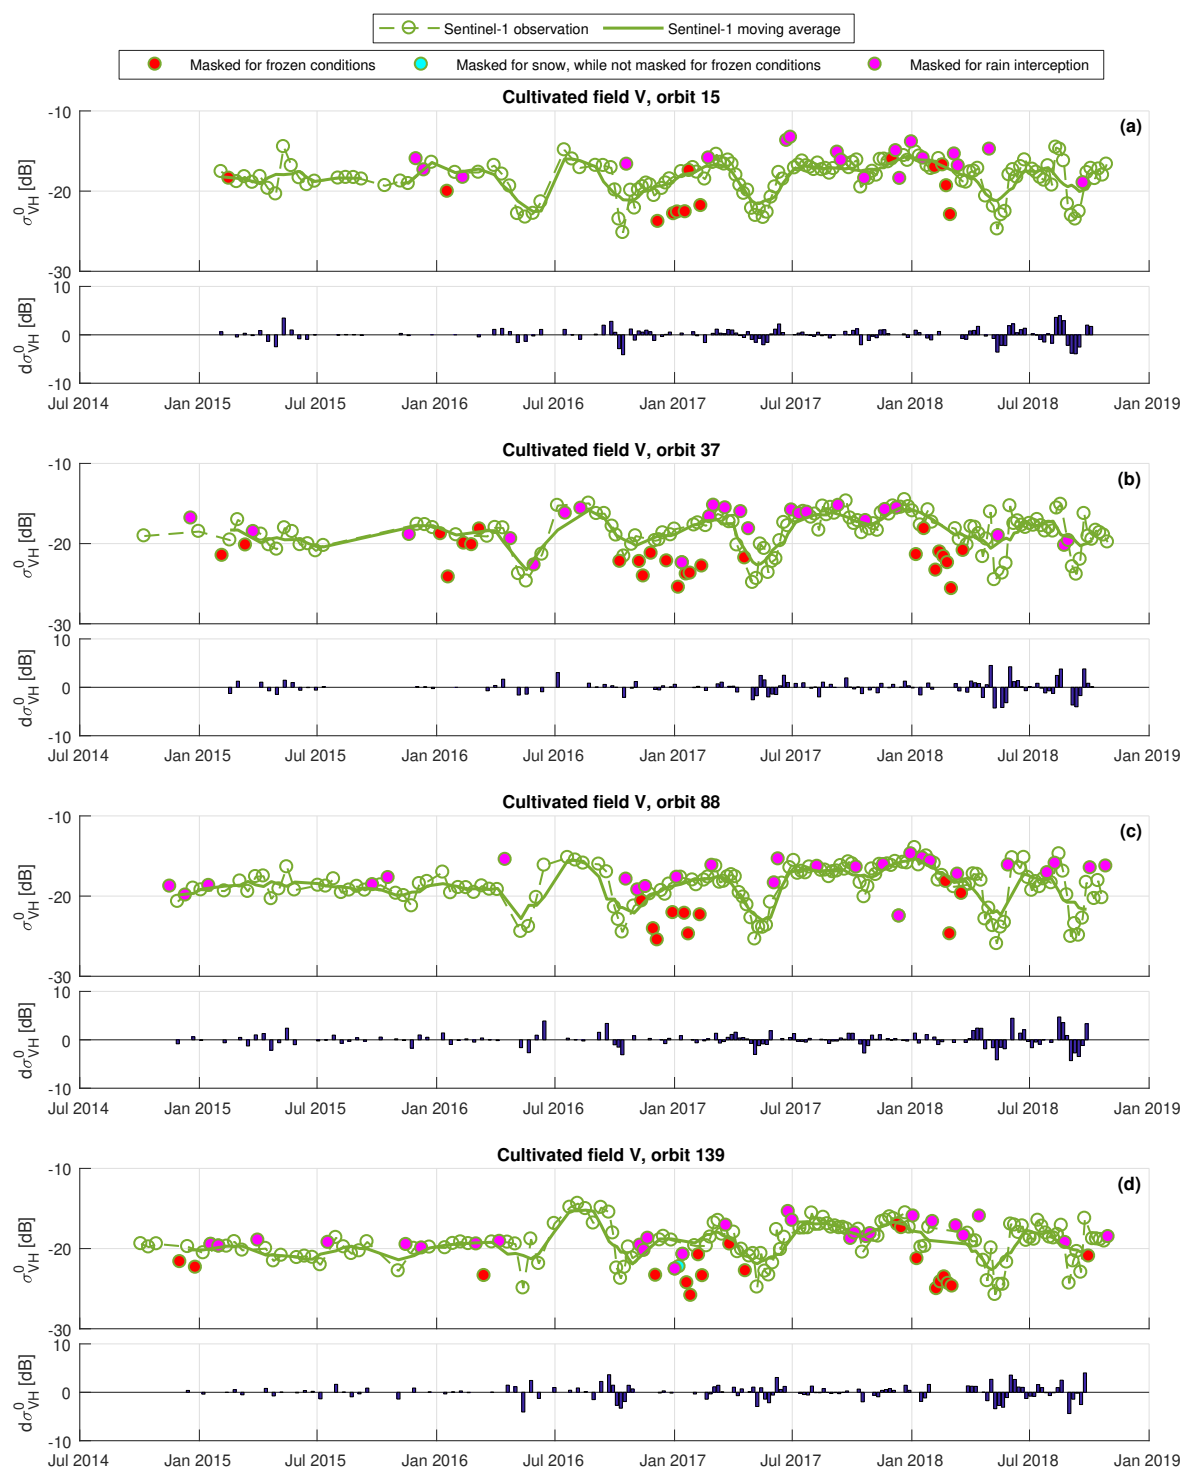 Sentinel-1 observation Sentinel-1 moving average
Masked for frozen conditions Masked for snow, while not masked for frozen conditions Masked for rain interception
Cultivated field V, orbit 15
(a)
-10
-20
-30
σ⁰VH [dB]
10
0
-10
dσ⁰VH [dB]
Jul 2014 Jan 2015 Jul 2015 Jan 2016 Jul 2016 Jan 2017 Jul 2017 Jan 2018 Jul 2018 Jan 2019
Cultivated field V, orbit 37
(b)
-10
-20
-30
σ⁰VH [dB]
10
0
-10
dσ⁰VH [dB]
Jul 2014 Jan 2015 Jul 2015 Jan 2016 Jul 2016 Jan 2017 Jul 2017 Jan 2018 Jul 2018 Jan 2019
Cultivated field V, orbit 88
(c)
-10
-20
-30
σ⁰VH [dB]
10
0
-10
dσ⁰VH [dB]
Jul 2014 Jan 2015 Jul 2015 Jan 2016 Jul 2016 Jan 2017 Jul 2017 Jan 2018 Jul 2018 Jan 2019
Cultivated field V, orbit 139
(d)
-10
-20
-30
σ⁰VH [dB]
10
0
-10
dσ⁰VH [dB]
Jul 2014 Jan 2015 Jul 2015 Jan 2016 Jul 2016 Jan 2017 Jul 2017 Jan 2018 Jul 2018 Jan 2019